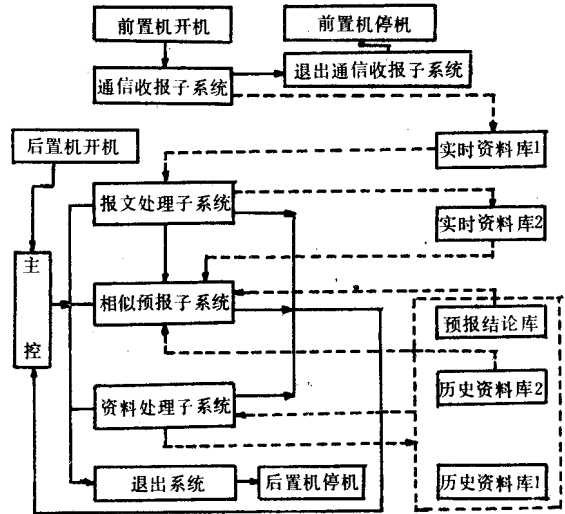 前置机开机
前置机停机
通信收报子系统
退出通信收报子系统
后置机开机
实时资料库1
报文处理子系统
实时资料库2
主控
相似预报子系统
预报结论库
历史资料库2
资料处理子系统
退出系统
后置机停机
历史资料库1